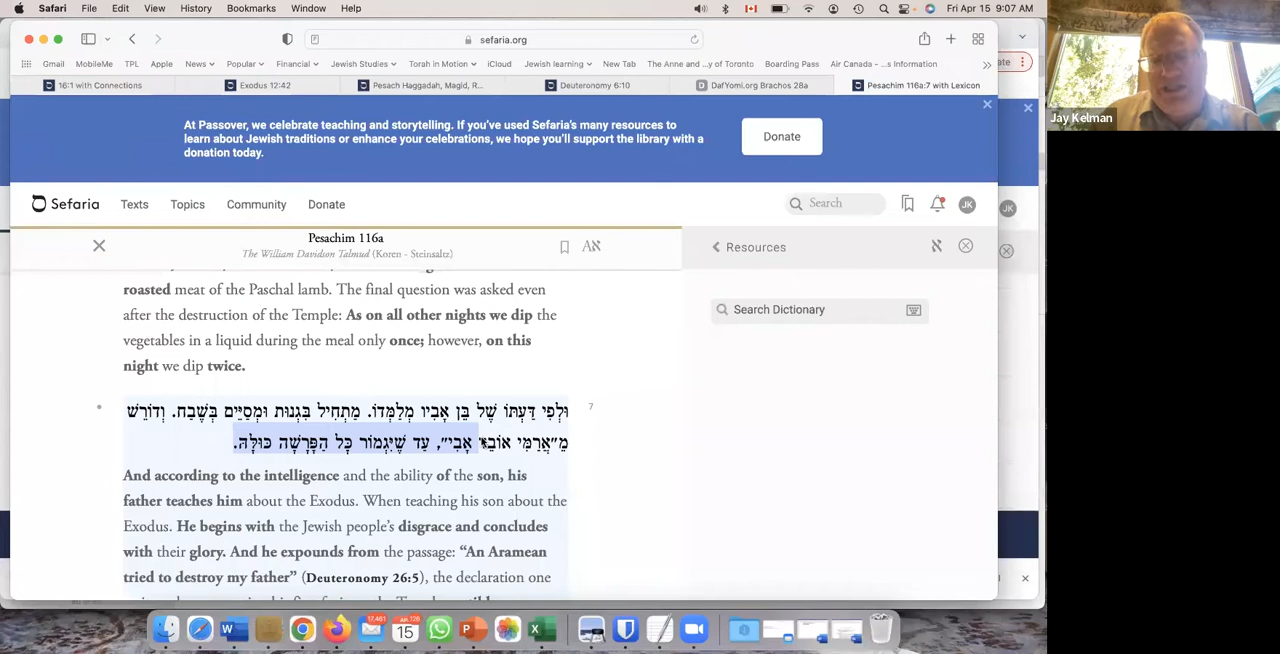 Safari File Edit View History Bookmarks Window Help Fri Apr 15 9:07 AM
sefaria.org
Gmail MobileMe TPL Apple News Popular Financial Jewish Studies Torah in Motion iCloud Jewish learning New Tab The Anne and ...y of Toronto Boarding Pass Air Canada - ...s Information
16:1 with Connections Exodus 12:42 Pesach Haggadah, Magid, R... Deuteronomy 6:10 DafYomi.org Brachos 28a Pesachim 116a:7 with Lexicon
At Passover, we celebrate teaching and storytelling. If you've used Sefaria's many resources to
learn about Jewish traditions or enhance your celebrations, we hope you'll support the library with a
donation today.
Donate
Sefaria Texts Topics Community Donate Search JK
JK
Pesachim 116a
The William Davidson Talmud (Koren - Steinsaltz)
Resources
Search Dictionary
roasted meat of the Paschal lamb. The final question was asked even
after the destruction of the Temple: As on all other nights we dip the
vegetables in a liquid during the meal only once; however, on this
night we dip twice.
7
וּלְפִי דַּעְתּוֹ שֶׁל בֵּן אָבִיו מְלַמְּדוֹ. מַתְחִיל בִּגְנוּת וּמְסַיֵּים בְּשֶׁבַח. וְדוֹרֵשׁ
מֵ״אֲרַמִּי אוֹבֵד אָבִי״, עַד שֶׁיִּגְמוֹר כׇּל הַפָּרָשָׁה כּוּלָּהּ.
And according to the intelligence and the ability of the son, his
father teaches him about the Exodus. When teaching his son about the
Exodus. He begins with the Jewish people's disgrace and concludes
with their glory. And he expounds from the passage: “An Aramean
tried to destroy my father” (Deuteronomy 26:5), the declaration one
Jay Kelman
17,461
15